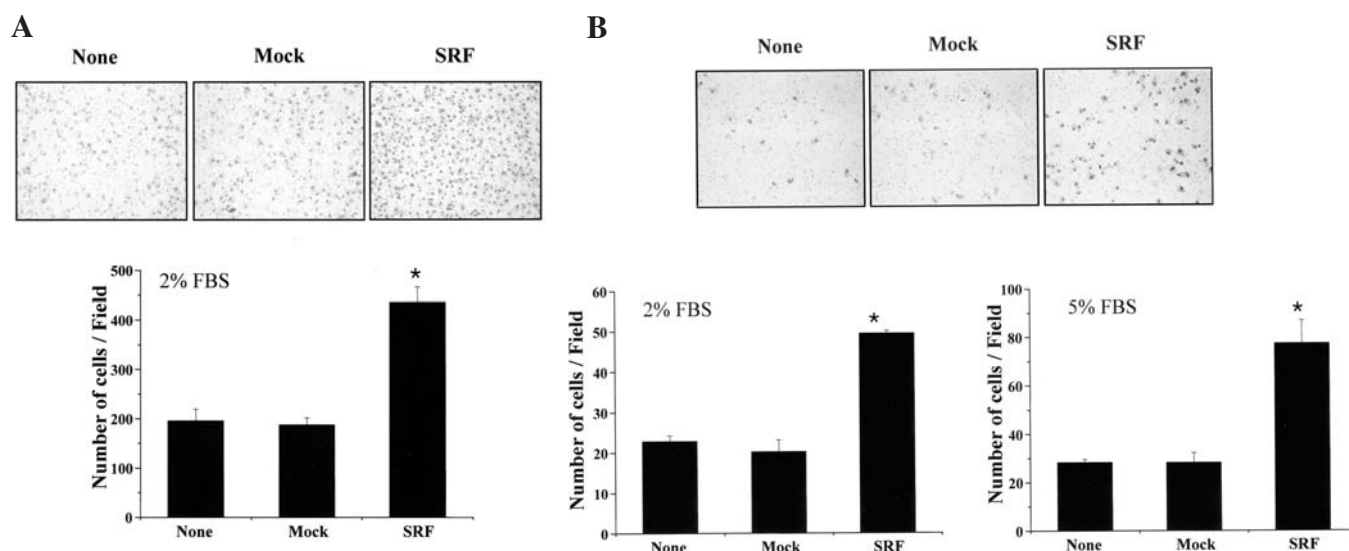 A
None Mock SRF
500
450
300
200
100
0
Number of cells / Field
2% FBS
*
None Mock SRF
B
None Mock SRF
60
50
40
30
20
10
0
Number of cells / Field
2% FBS
*
None Mock SRF
100
80
60
40
20
0
Number of cells / Field
5% FBS
*
None Mock SRF